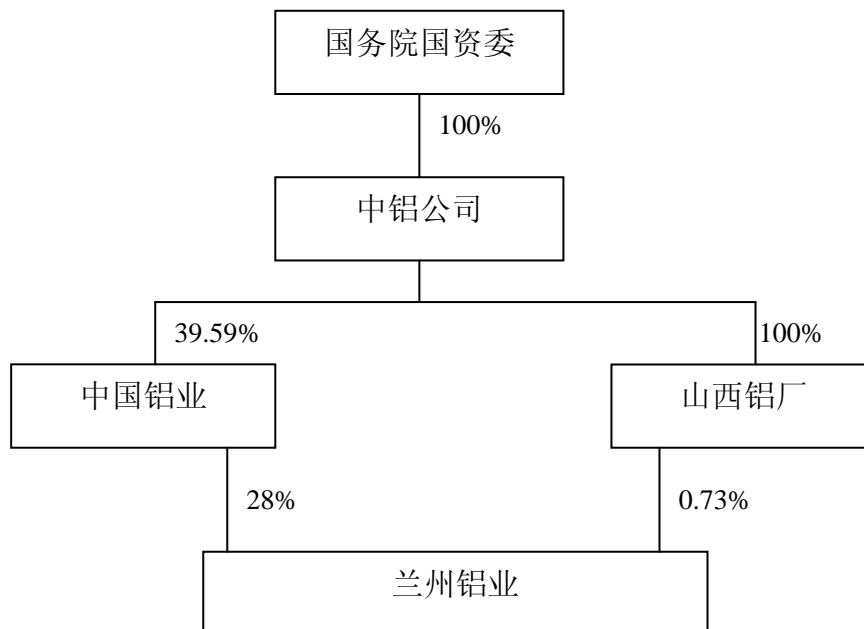 国务院国资委
100%
中铝公司
39.59%
100%
中国铝业
山西铝厂
28%
0.73%
兰州铝业